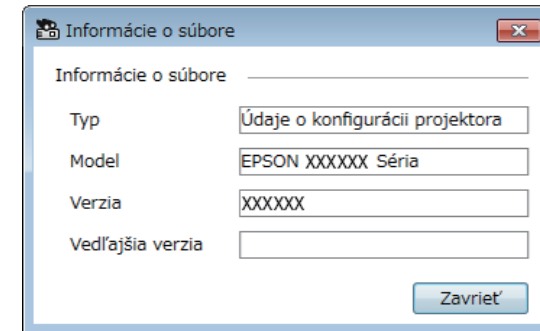 Informácie o súbore
Informácie o súbore
Typ Údaje o konfigurácii projektora
Model EPSON XXXXXX Séria
Verzia XXXXXX
Vedľajšia verzia
Zavrieť